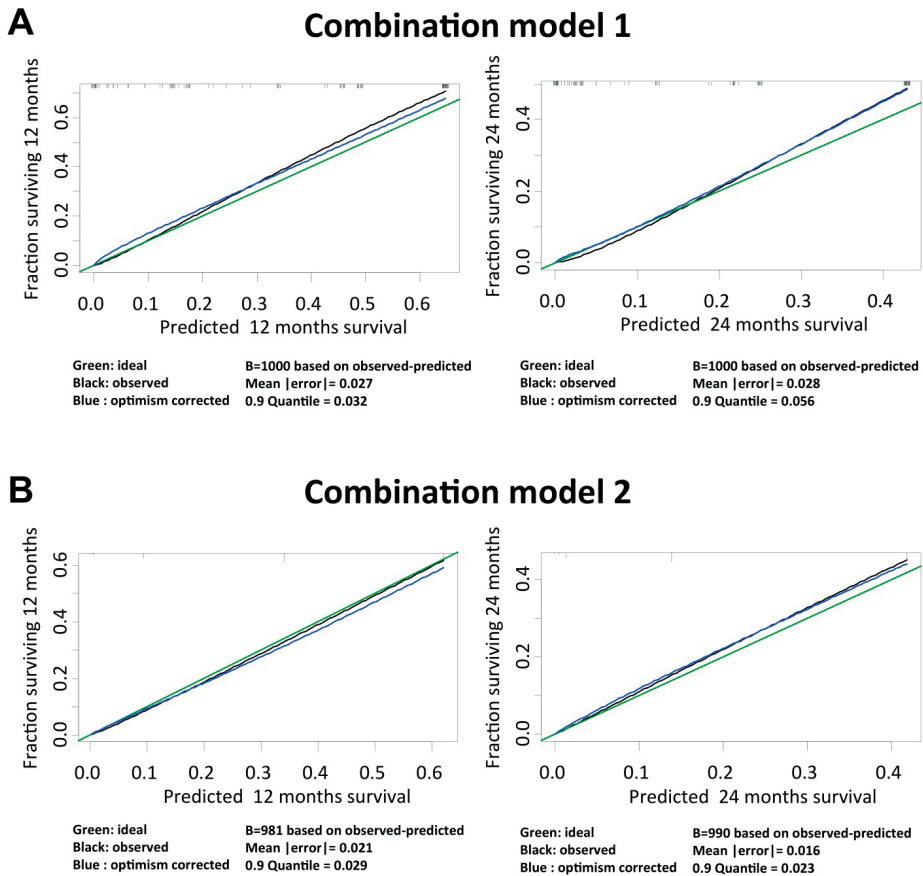 A
Combination model 1
Fraction surviving 12 months
0.0 0.2 0.4 0.6
0.0 0.1 0.2 0.3 0.4 0.5 0.6
Predicted 12 months survival
Green: ideal B=1000 based on observed-predicted
Black: observed Mean |error|= 0.027
Blue : optimism corrected 0.9 Quantile = 0.032
Fraction surviving 24 months
0.0 0.2 0.4
0.0 0.1 0.2 0.3 0.4
Predicted 24 months survival
Green: ideal B=1000 based on observed-predicted
Black: observed Mean |error|= 0.028
Blue : optimism corrected 0.9 Quantile = 0.056
B
Combination model 2
Fraction surviving 12 months
0.0 0.2 0.4 0.6
0.0 0.1 0.2 0.3 0.4 0.5 0.6
Predicted 12 months survival
Green: ideal B=981 based on observed-predicted
Black: observed Mean |error|= 0.021
Blue : optimism corrected 0.9 Quantile = 0.029
Fraction surviving 24 months
0.0 0.2 0.4
0.0 0.1 0.2 0.3 0.4
Predicted 24 months survival
Green: ideal B=990 based on observed-predicted
Black: observed Mean |error|= 0.016
Blue : optimism corrected 0.9 Quantile = 0.023